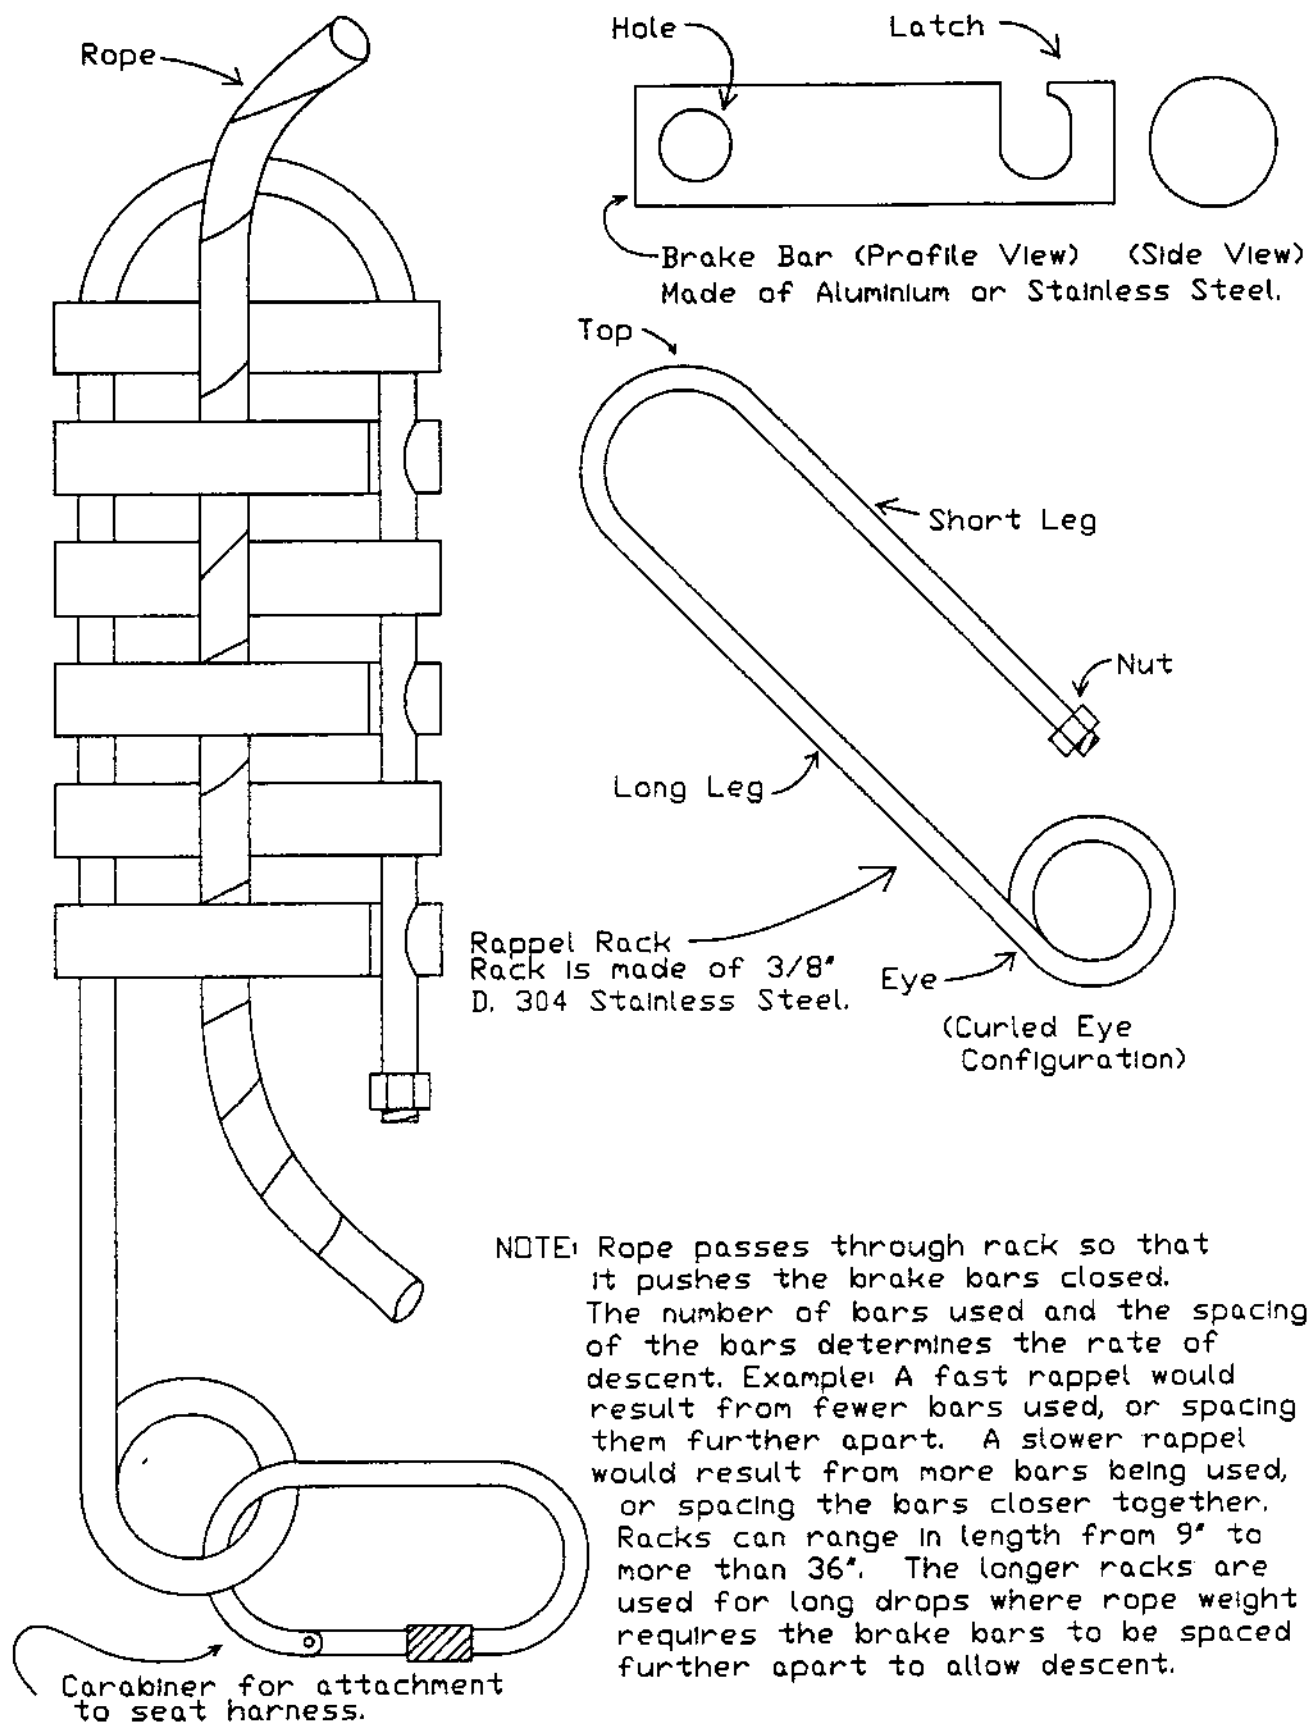 Rope
Hole
Latch
Brake Bar (Profile View)
(Side View)
Made of Aluminium or Stainless Steel.
Top
Short Leg
Nut
Long Leg
Rappel Rack
Rack is made of 3/8"
D. 304 Stainless Steel.
Eye
(Curled Eye
Configuration)
NOTE: Rope passes through rack so that
it pushes the brake bars closed.
The number of bars used and the spacing
of the bars determines the rate of
descent. Example: A fast rappel would
result from fewer bars used, or spacing
them further apart. A slower rappel
would result from more bars being used,
or spacing the bars closer together.
Racks can range in length from 9" to
more than 36". The longer racks are
used for long drops where rope weight
requires the brake bars to be spaced
further apart to allow descent.
Carabiner for attachment
to seat harness.